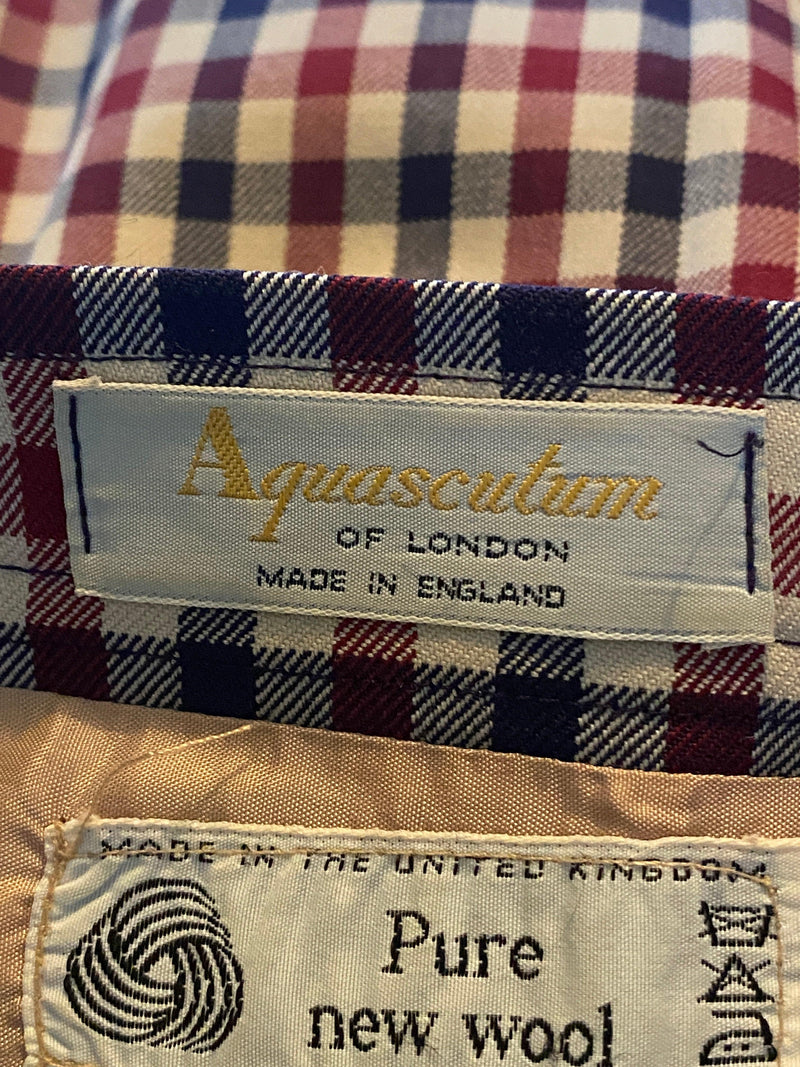 Aquascutum
OF LONDON
MADE IN ENGLAND
MADE IN THE UNITED KINGDOM
Pure
new wool